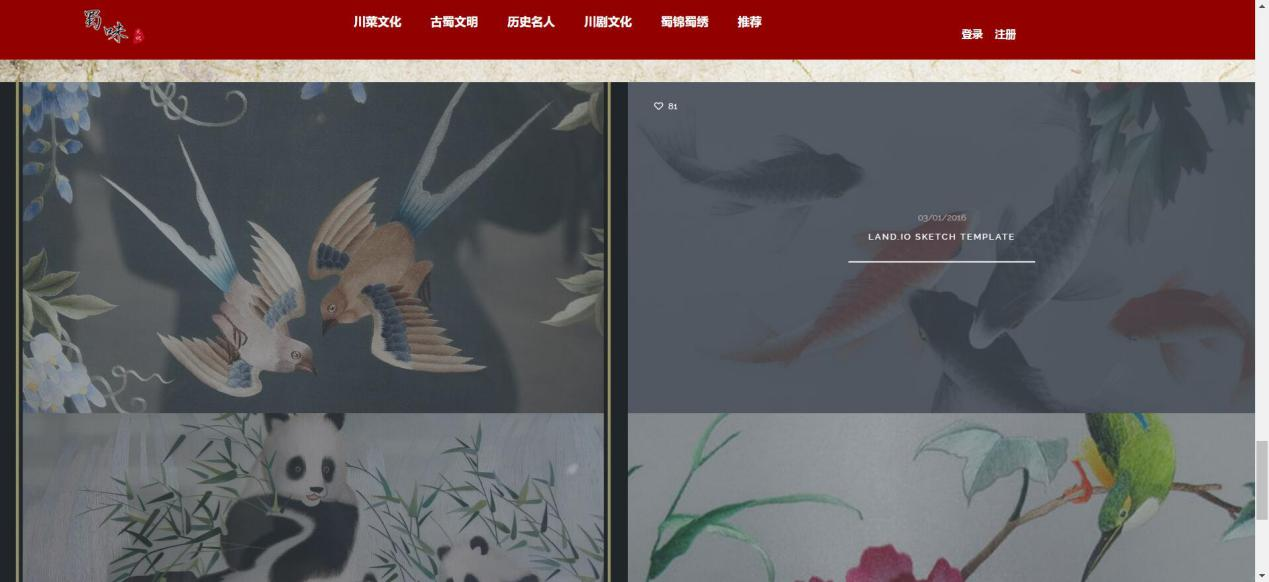 蜀味
川菜文化 古蜀文明 历史名人 川剧文化 蜀锦蜀绣 推荐
登录 注册
81
03/01/2016
LAND.IO SKETCH TEMPLATE